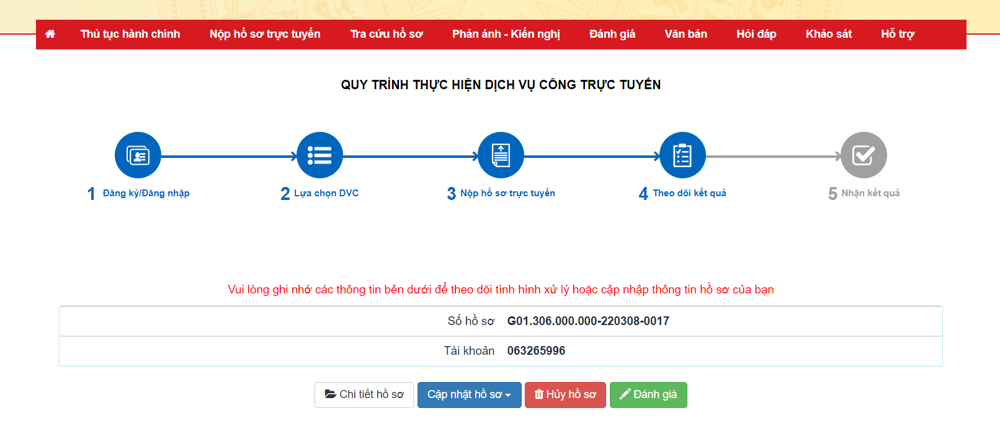 Thủ tục hành chính Nộp hồ sơ trực tuyến Tra cứu hồ sơ Phản ánh - Kiến nghị Đánh giá Văn bản Hỏi đáp Khảo sát Hỗ trợ
QUY TRÌNH THỰC HIỆN DỊCH VỤ CÔNG TRỰC TUYẾN
1 Đăng ký/Đăng nhập 2 Lựa chọn DVC 3 Nộp hồ sơ trực tuyến 4 Theo dõi kết quả 5 Nhận kết quả
Vui lòng ghi nhớ các thông tin bên dưới để theo dõi tình hình xử lý hoặc cập nhập thông tin hồ sơ của bạn
Số hồ sơ G01.306.000.000-220308-0017
Tài khoản 063265996
Chi tiết hồ sơ Cập nhật hồ sơ Hủy hồ sơ Đánh giá